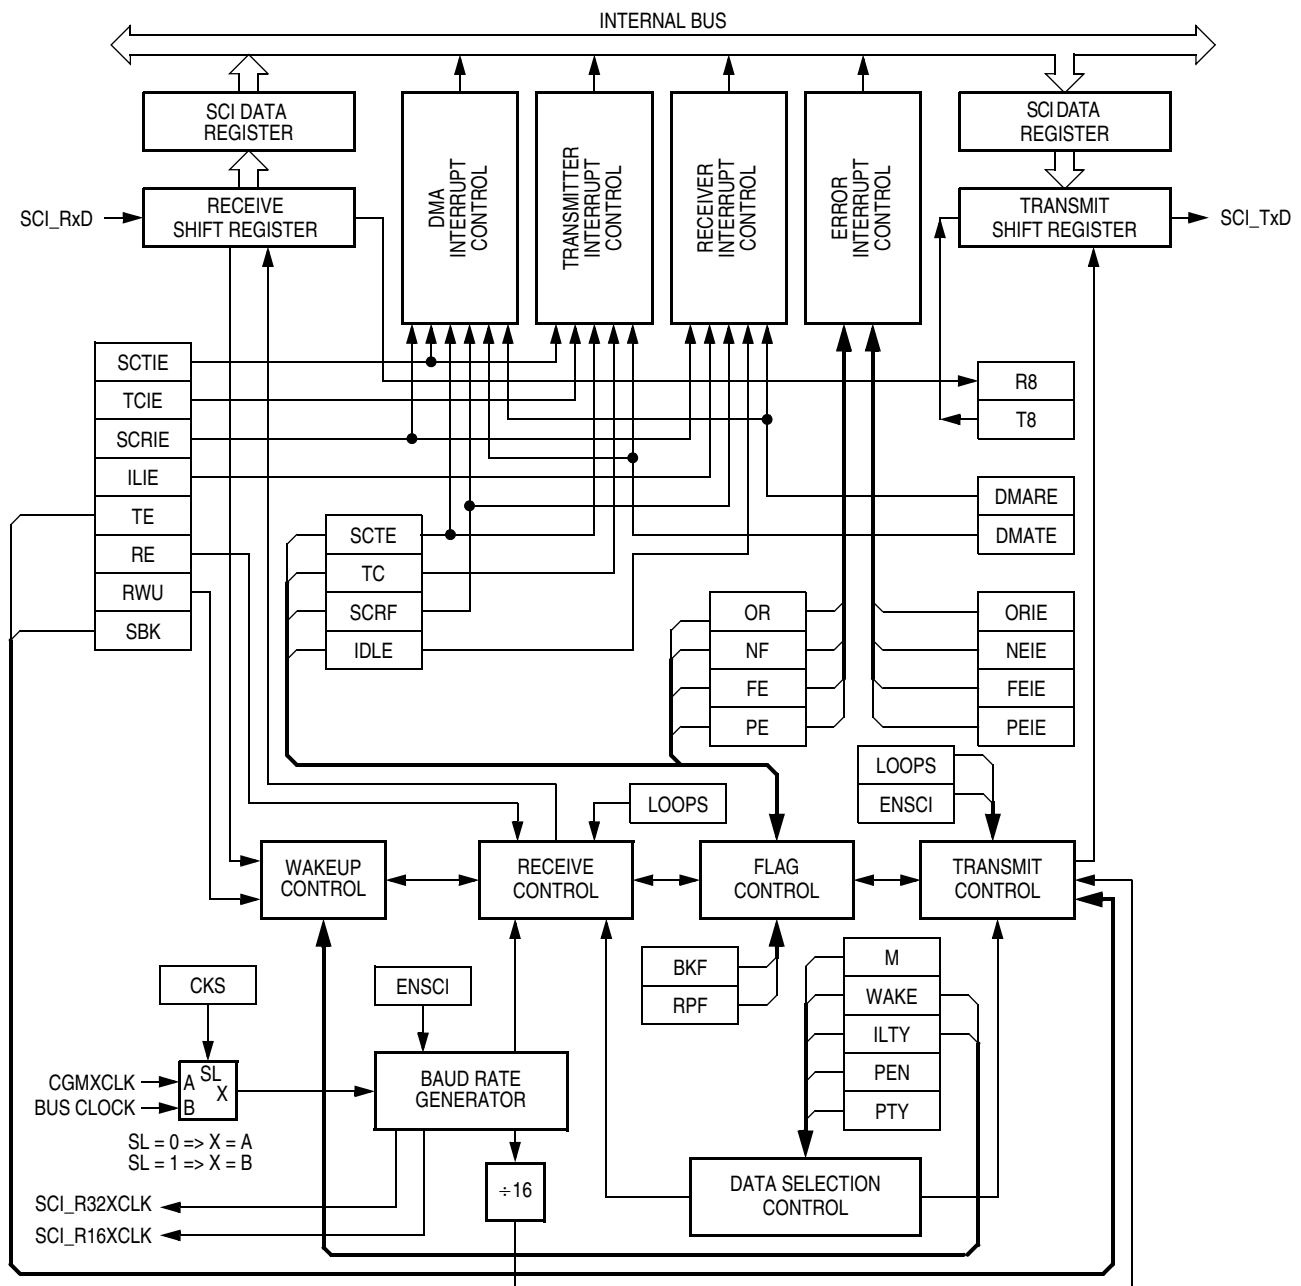 INTERNAL BUS
SCI DATA
REGISTER
SCI DATA
REGISTER
DMA
INTERRUPT
CONTROL
TRANSMITTER
INTERRUPT
CONTROL
RECEIVER
INTERRUPT
CONTROL
ERROR
INTERRUPT
CONTROL
SCI_RxD
RECEIVE
SHIFT REGISTER
TRANSMIT
SHIFT REGISTER
SCI_TxD
SCTIE
TCIE
SCRIE
ILIE
TE
RE
RWU
SBK
R8
T8
DMARE
DMATE
SCTE
TC
SCRF
IDLE
OR
NF
FE
PE
ORIE
NEIE
FEIE
PEIE
LOOPS
ENSCI
LOOPS
WAKEUP
CONTROL
RECEIVE
CONTROL
FLAG
CONTROL
TRANSMIT
CONTROL
BKF
RPF
M
WAKE
ILTY
PEN
PTY
CKS
ENSCI
CGMXCLK
BUS CLOCK
A
SL
X
B
SL = 0 => X = A
SL = 1 => X = B
BAUD RATE
GENERATOR
÷16
DATA SELECTION
CONTROL
SCI_R32XCLK
SCI_R16XCLK